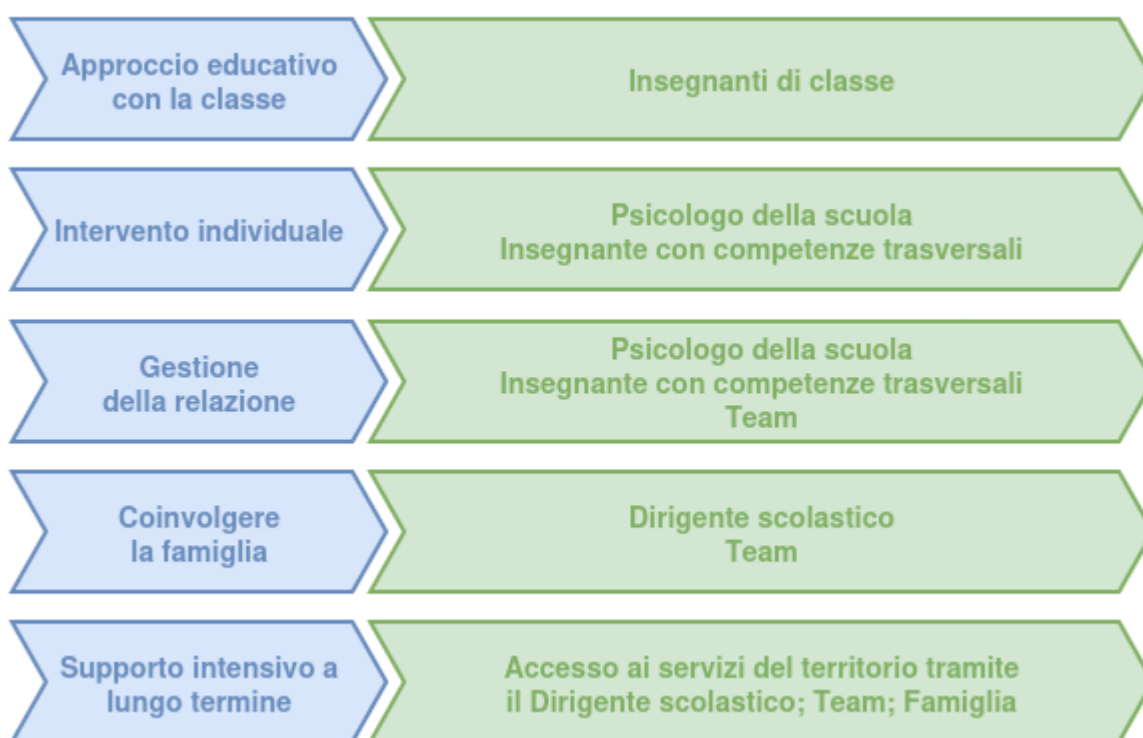 Approccio educativo
con la classe
Insegnanti di classe
Intervento individuale
Psicologo della scuola
Insegnante con competenze trasversali
Gestione
della relazione
Psicologo della scuola
Insegnante con competenze trasversali
Team
Coinvolgere
la famiglia
Dirigente scolastico
Team
Supporto intensivo a
lungo termine
Accesso ai servizi del territorio tramite
il Dirigente scolastico; Team; Famiglia